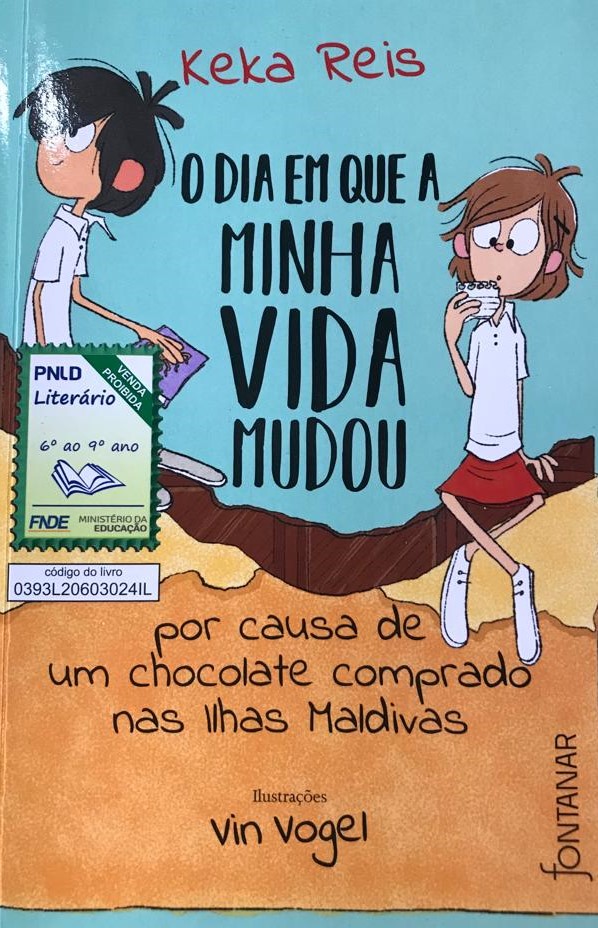 Keka Reis
O DIA EM QUE A
MINHA
VIDA
MUDOU
PNLD
Literário
VENDA
PROIBIDA
6º ao 9º ano
FNDE
MINISTÉRIO DA
EDUCAÇÃO
código do livro
0393L20603024IL
por causa de
um chocolate comprado
nas Ilhas Maldivas
Ilustrações
Vin Vogel
fONTANAR